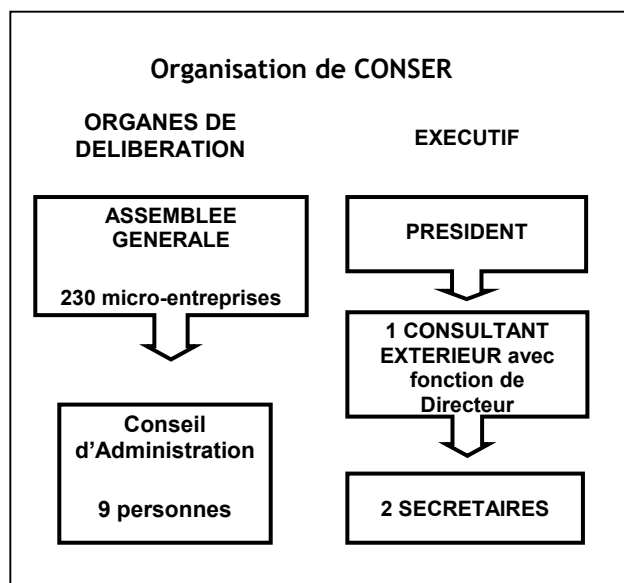 Organisation de CONSER
ORGANES DE
DELIBERATION
ASSEMBLEE
GENERALE
230 micro-entreprises
Conseil
d’Administration
9 personnes
EXECUTIF
PRESIDENT
1 CONSULTANT
EXTERIEUR avec
fonction de
Directeur
2 SECRETAIRES